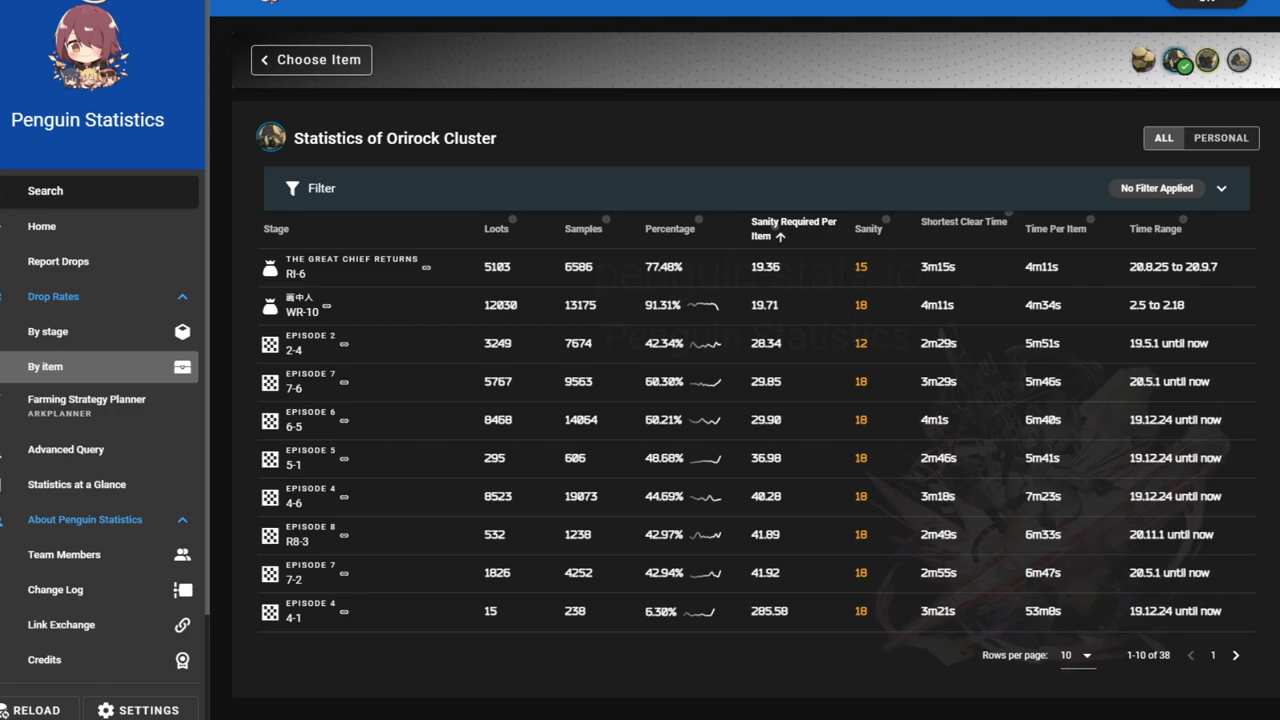 Penguin Statistics
Search
Home
Report Drops
Drop Rates
By stage
By item
Farming Strategy Planner
ARKPLANNER
Advanced Query
Statistics at a Glance
About Penguin Statistics
Team Members
Change Log
Link Exchange
Credits
RELOAD
SETTINGS
Choose Item
Statistics of Orirock Cluster
ALL PERSONAL
Filter
No Filter Applied
Stage Loots Samples Percentage Sanity Required Per Item Sanity Shortest Clear Time Time Per Item Time Range
THE GREAT CHIEF RETURNS
RI-6 5103 6586 77.48% 19.36 15 3m15s 4m11s 20.8.25 to 20.9.7
画中人
WR-10 12030 13175 91.31% 19.71 18 4m11s 4m34s 2.5 to 2.18
EPISODE 2
2-4 3249 7674 42.34% 28.34 12 2m29s 5m51s 19.5.1 until now
EPISODE 7
7-6 5767 9563 60.30% 29.85 18 3m29s 5m46s 20.5.1 until now
EPISODE 6
6-5 8468 14064 60.21% 29.90 18 4m1s 6m40s 19.12.24 until now
EPISODE 5
5-1 295 606 48.68% 36.98 18 2m46s 5m41s 19.12.24 until now
EPISODE 4
4-6 8523 19073 44.69% 40.28 18 3m18s 7m23s 19.12.24 until now
EPISODE 8
R8-3 532 1238 42.97% 41.89 18 2m49s 6m33s 20.11.1 until now
EPISODE 7
7-2 1826 4252 42.94% 41.92 18 2m55s 6m47s 20.5.1 until now
EPISODE 4
4-1 15 238 6.30% 285.58 18 3m21s 53m8s 19.12.24 until now
penguin-stats.io
Penguin Statistics
Rows per page: 10 1-10 of 38 1